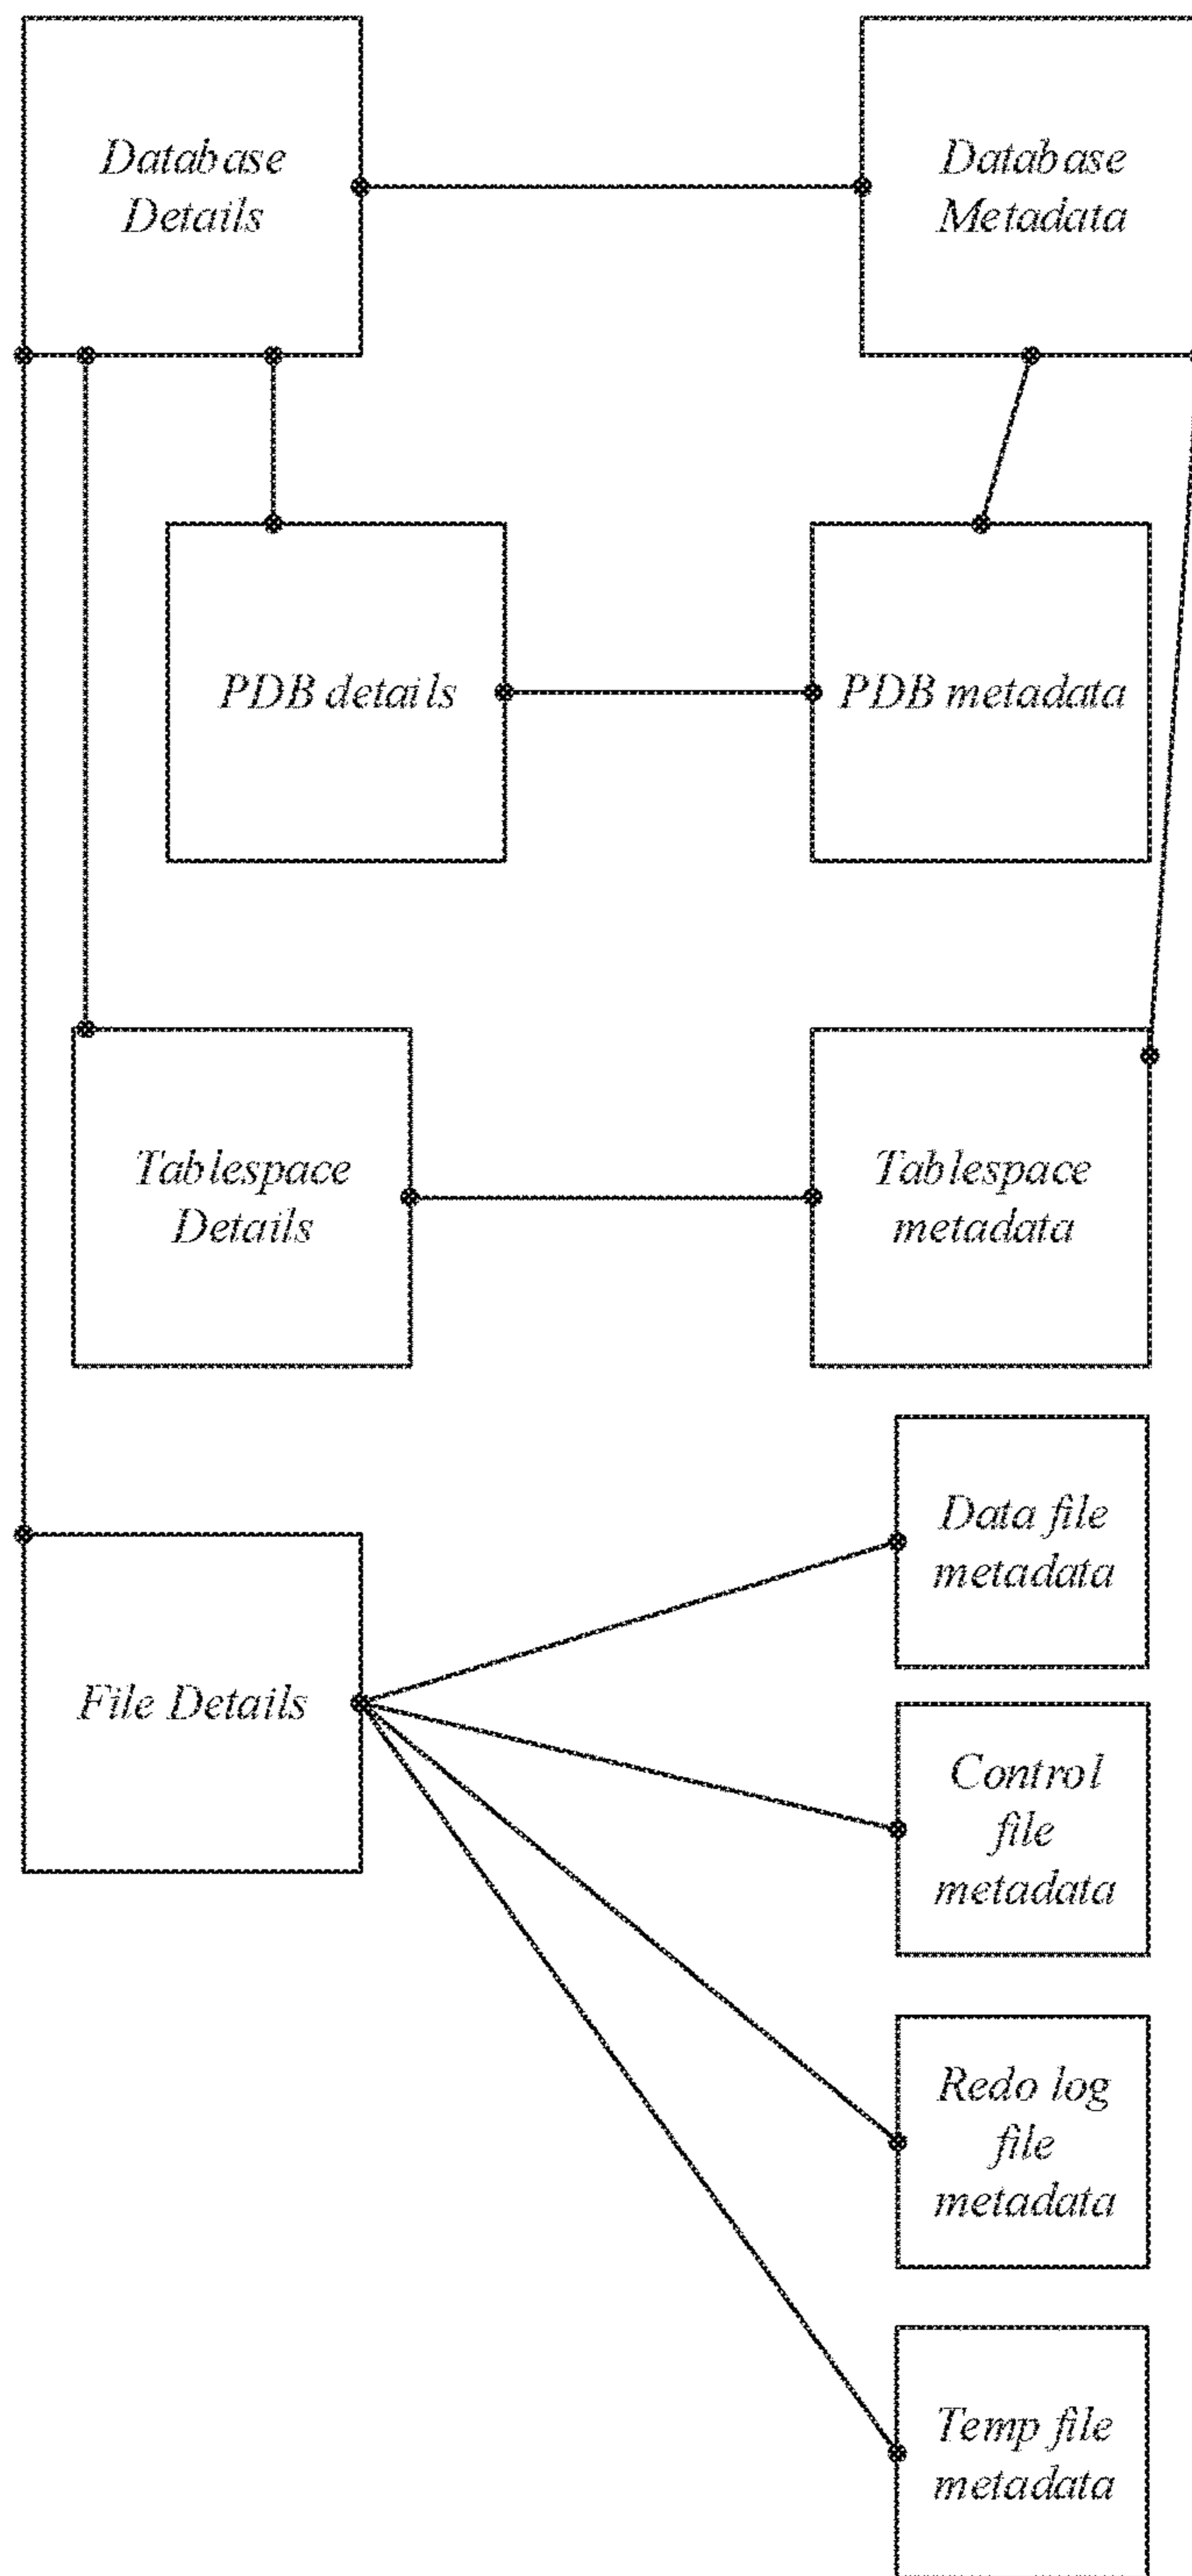 Database
Details
Database
Metadata
PDB details
PDB metadata
Tablespace
Details
Tablespace
metadata
Data file
metadata
File Details
Control
file
metadata
Redo log
file
metadata
Temp file
metadata